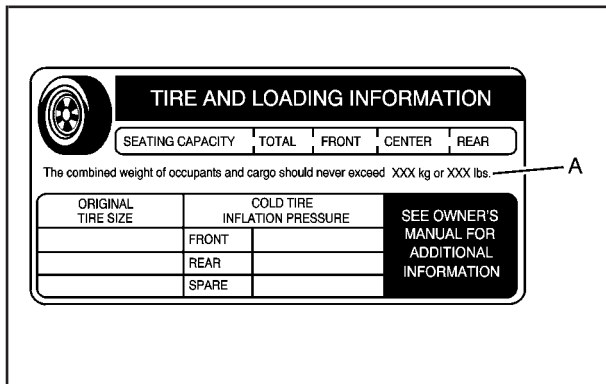 TIRE AND LOADING INFORMATION
SEATING CAPACITY TOTAL FRONT CENTER REAR
The combined weight of occupants and cargo should never exceed XXX kg or XXX lbs.
A
ORIGINAL
TIRE SIZE
COLD TIRE
INFLATION PRESSURE
FRONT
REAR
SPARE
SEE OWNER'S
MANUAL FOR
ADDITIONAL
INFORMATION